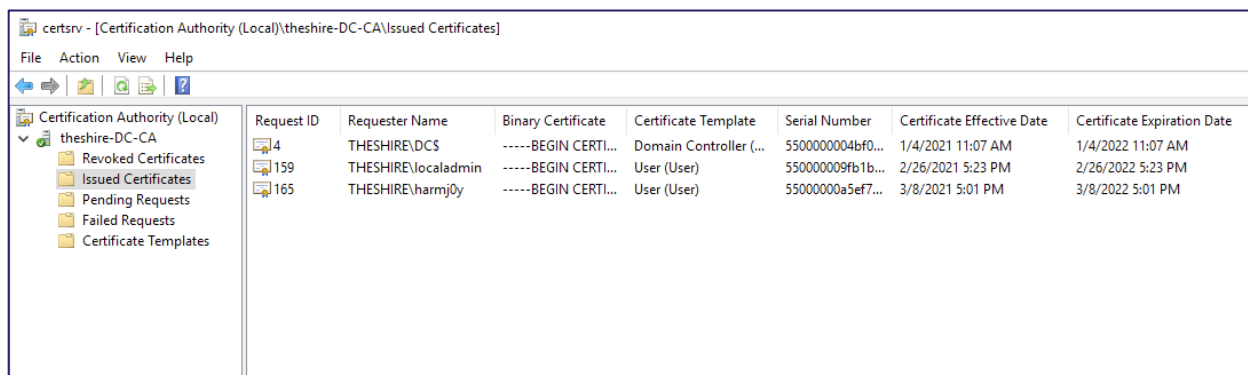 certsrv - [Certification Authority (Local)\theshire-DC-CA\Issued Certificates]
File Action View Help
Certification Authority (Local)
theshire-DC-CA
Revoked Certificates
Issued Certificates
Pending Requests
Failed Requests
Certificate Templates
Request ID Requester Name Binary Certificate Certificate Template Serial Number Certificate Effective Date Certificate Expiration Date
4 THESHIRE\DC$ -----BEGIN CERTI... Domain Controller (... 5500000004bf0... 1/4/2021 11:07 AM 1/4/2022 11:07 AM
159 THESHIRE\localadmin -----BEGIN CERTI... User (User) 550000009fb1b... 2/26/2021 5:23 PM 2/26/2022 5:23 PM
165 THESHIRE\harmj0y -----BEGIN CERTI... User (User) 55000000a5ef7... 3/8/2021 5:01 PM 3/8/2022 5:01 PM